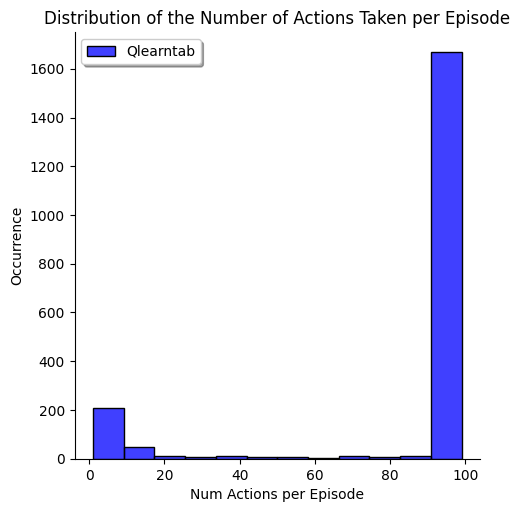 Distribution of the Number of Actions Taken per Episode
Qlearntab
1600
1400
1200
1000
800
600
400
200
0
Occurrence
0 20 40 60 80 100
Num Actions per Episode